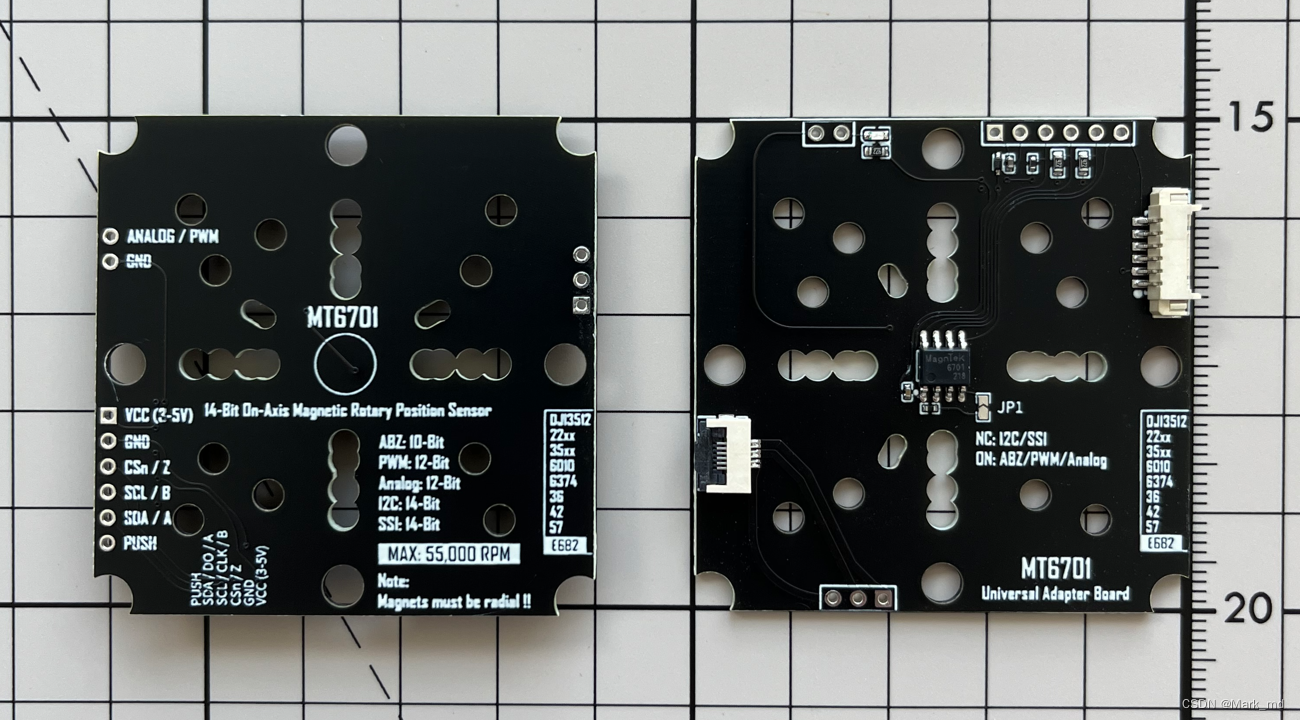 ANALOG / PWM
GND
MT6701
VCC (3-5V)
14-Bit On-Axis Magnetic Rotary Position Sensor
GND
CSn / Z
SCL / B
SDA / A
PUSH
ABZ: 10-Bit
PWM: 12-Bit
Analog: 12-Bit
I2C: 14-Bit
SSI: 14-Bit
MAX: 55,000 RPM
Note:
Magnets must be radial !!
PUSH
SDA / DO / A
SCL / CLK / B
CSn / Z
GND
VCC (3-5V)
DJI3512
22xx
35xx
6010
6374
36
42
57
E682
MagnTek
6701
218
JP1
NC: I2C/SSI
ON: ABZ/PWM/Analog
DJI3512
22xx
35xx
6010
6374
36
42
57
E682
MT6701
Universal Adapter Board
15
20
CSDN @Mark_md